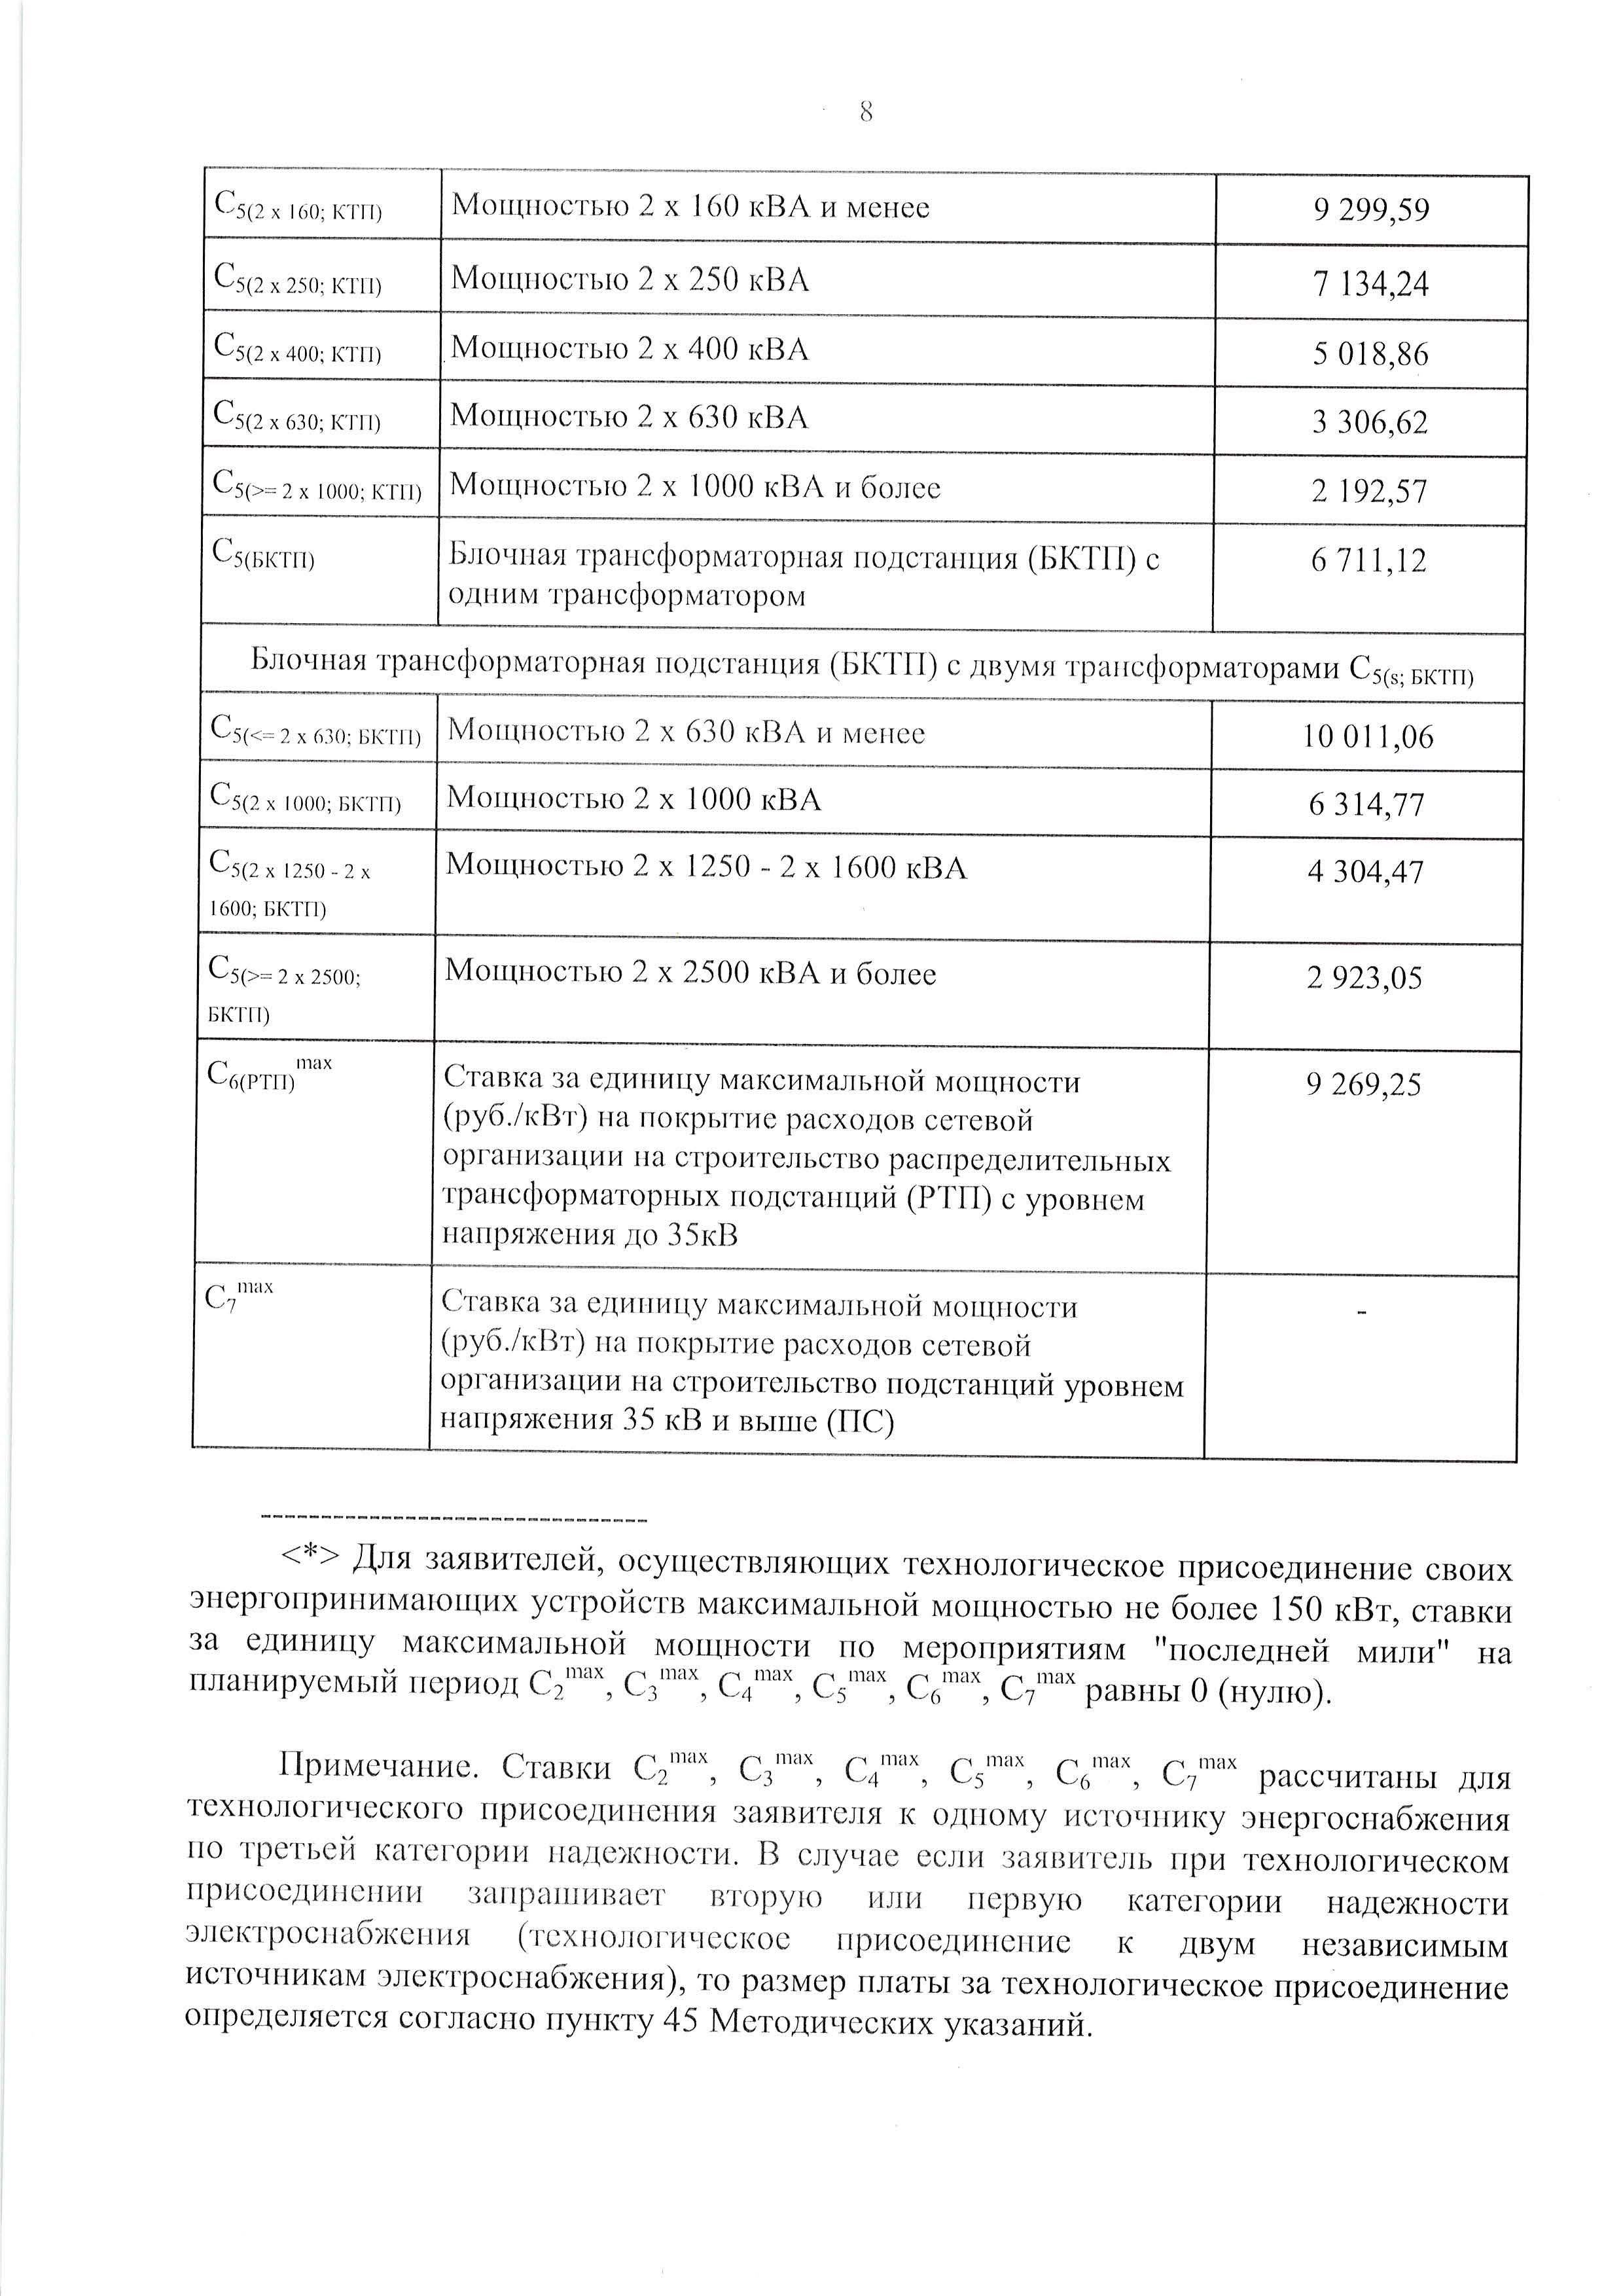 8
C5(2 x 160; КТП) Мощностью 2 x 160 кВА и менее 9 299,59
C5(2 x 250; КТП) Мощностью 2 x 250 кВА 7 134,24
C5(2 x 400; КТП) Мощностью 2 x 400 кВА 5 018,86
C5(2 x 630; КТП) Мощностью 2 x 630 кВА 3 306,62
C5(>= 2 x 1000; КТП) Мощностью 2 x 1000 кВА и более 2 192,57
C5(БКТП) Блочная трансформаторная подстанция (БКТП) с 6 711,12
одним трансформатором
Блочная трансформаторная подстанция (БКТП) с двумя трансформаторами C5(s; БКТП)
C5(<= 2 x 630; БКТП) Мощностью 2 x 630 кВА и менее 10 011,06
C5(2 x 1000; БКТП) Мощностью 2 x 1000 кВА 6 314,77
C5(2 x 1250 - 2 x Мощностью 2 x 1250 - 2 x 1600 кВА 4 304,47
1600; БКТП)
C5(>= 2 x 2500; Мощностью 2 x 2500 кВА и более 2 923,05
БКТП)
C6(РТП)max Ставка за единицу максимальной мощности 9 269,25
(руб./кВт) на покрытие расходов сетевой
организации на строительство распределительных
трансформаторных подстанций (РТП) с уровнем
напряжения до 35кВ
C7max Ставка за единицу максимальной мощности -
(руб./кВт) на покрытие расходов сетевой
организации на строительство подстанций уровнем
напряжения 35 кВ и выше (ПС)
--------------------------------
<*> Для заявителей, осуществляющих технологическое присоединение своих
энергопринимающих устройств максимальной мощностью не более 150 кВт, ставки
за единицу максимальной мощности по мероприятиям "последней мили" на
планируемый период C2max, C3max, C4max, C5max, C6max, C7max равны 0 (нулю).
Примечание. Ставки C2max, C3max, C4max, C5max, C6max, C7max рассчитаны для
технологического присоединения заявителя к одному источнику энергоснабжения
по третьей категории надежности. В случае если заявитель при технологическом
присоединении запрашивает вторую или первую категории надежности
электроснабжения (технологическое присоединение к двум независимым
источникам электроснабжения), то размер платы за технологическое присоединение
определяется согласно пункту 45 Методических указаний.